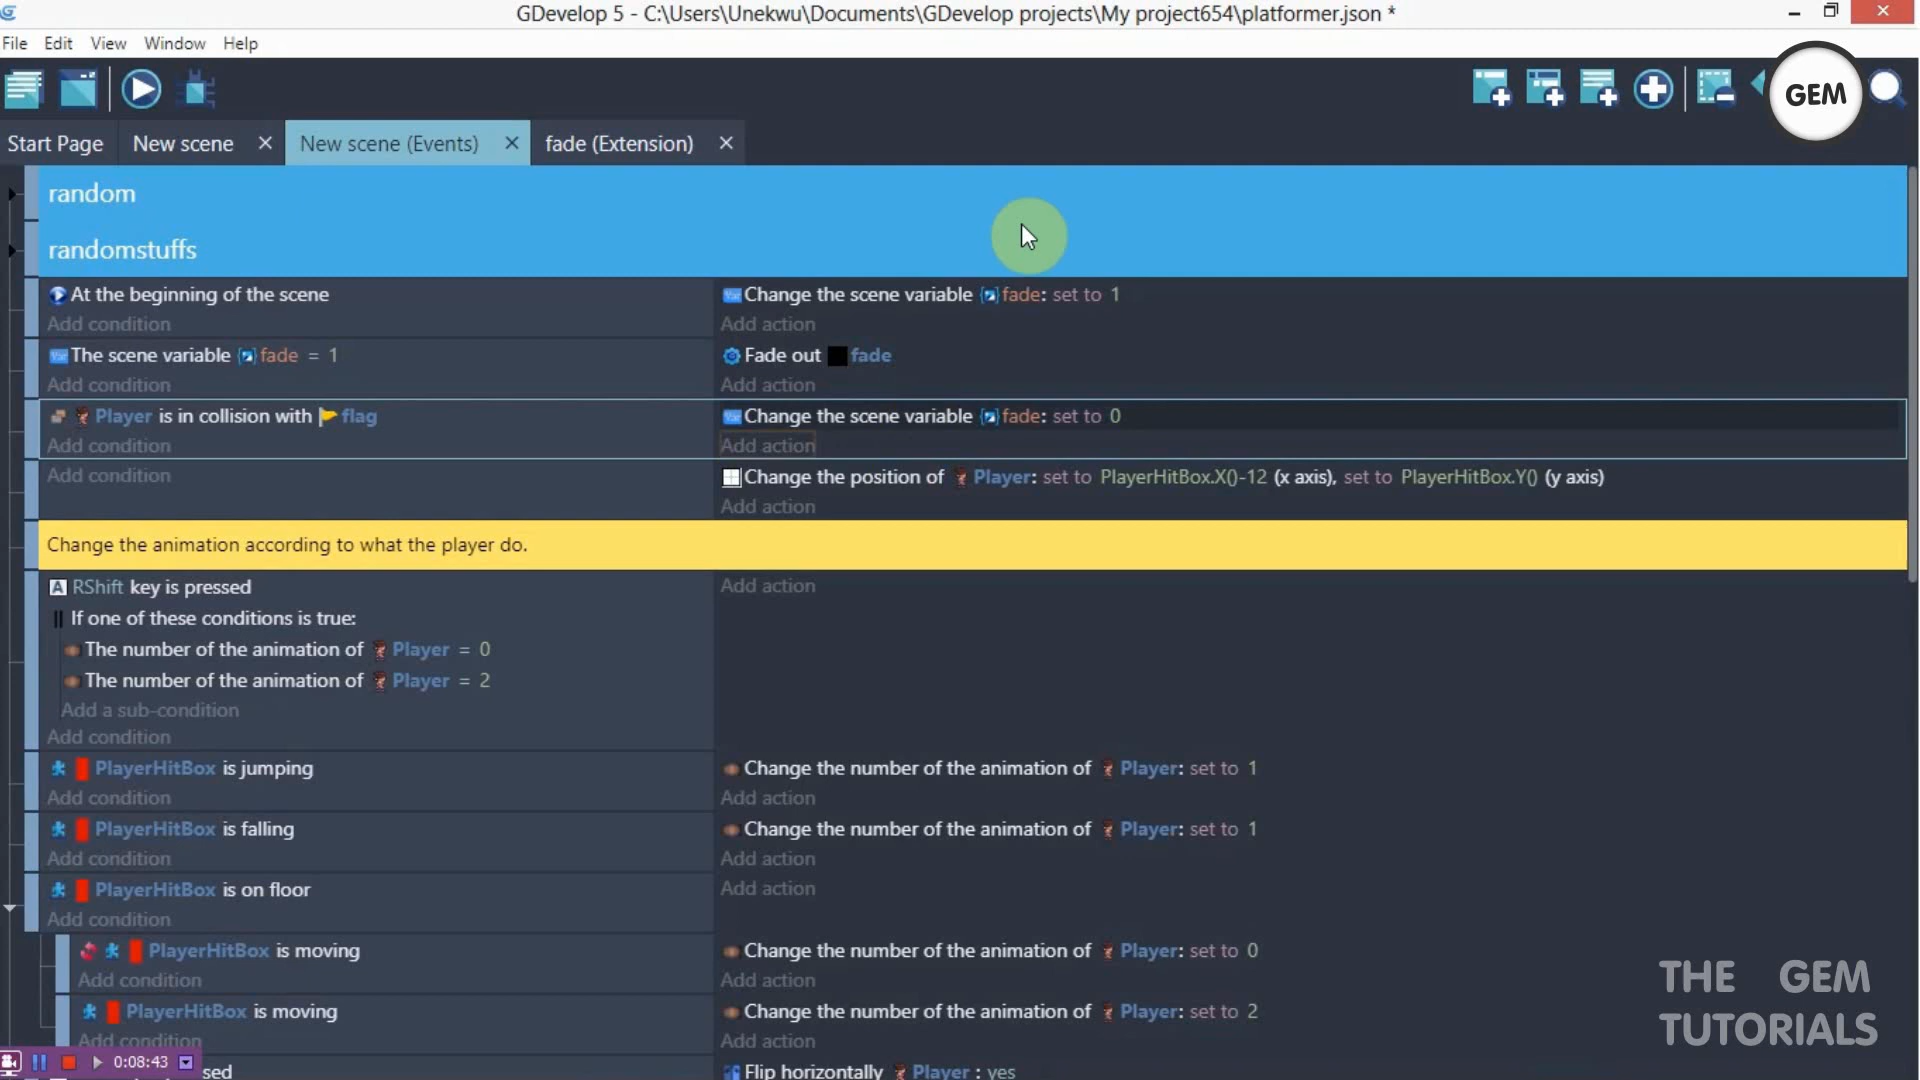 GDevelop 5 - C:\Users\Unekwu\Documents\GDevelop projects\My project654\platformer.json *
File Edit View Window Help
GEM
Start Page New scene New scene (Events) fade (Extension)
random
randomstuffs
At the beginning of the scene Change the scene variable fade: set to 1
Add condition Add action
The scene variable fade = 1 Fade out fade
Add condition Add action
Player is in collision with flag Change the scene variable fade: set to 0
Add condition Add action
Add condition Change the position of Player: set to PlayerHitBox.X()-12 (x axis), set to PlayerHitBox.Y() (y axis)
Add action
Change the animation according to what the player do.
A RShift key is pressed Add action
If one of these conditions is true:
The number of the animation of Player = 0
The number of the animation of Player = 2
Add a sub-condition
Add condition
PlayerHitBox is jumping Change the number of the animation of Player: set to 1
Add condition Add action
PlayerHitBox is falling Change the number of the animation of Player: set to 1
Add condition Add action
PlayerHitBox is on floor Add action
Add condition
PlayerHitBox is moving Change the number of the animation of Player: set to 0
Add condition Add action
PlayerHitBox is moving Change the number of the animation of Player: set to 2
Add condition Add action
Flip horizontally Player : yes
0:08:43
THE GEM
TUTORIALS